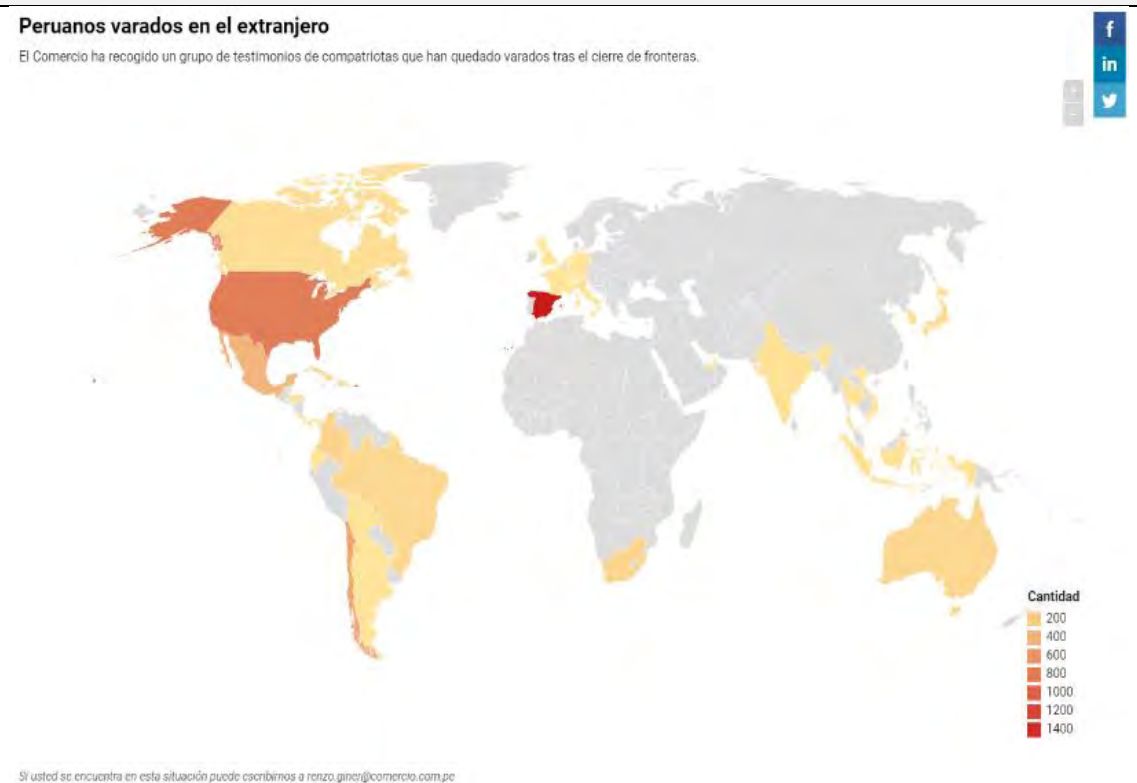 Peruanos varados en el extranjero
El Comercio ha recogido un grupo de testimonios de compatriotas que han quedado varados tras el cierre de fronteras.
f
in
+
-
Cantidad
200
400
600
800
1000
1200
1400
Si usted se encuentra en esta situación puede escribirnos a renzo.giner@comercio.com.pe